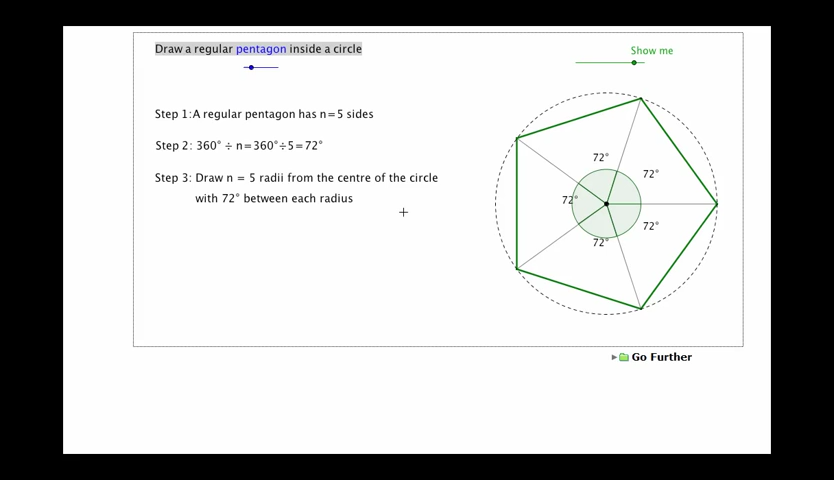 Draw a regular pentagon inside a circle
Show me
Step 1:A regular pentagon has n=5 sides
Step 2: 360° ÷ n=360°÷5=72°
Step 3: Draw n = 5 radii from the centre of the circle
with 72° between each radius
72°
72°
72°
72°
72°
Go Further